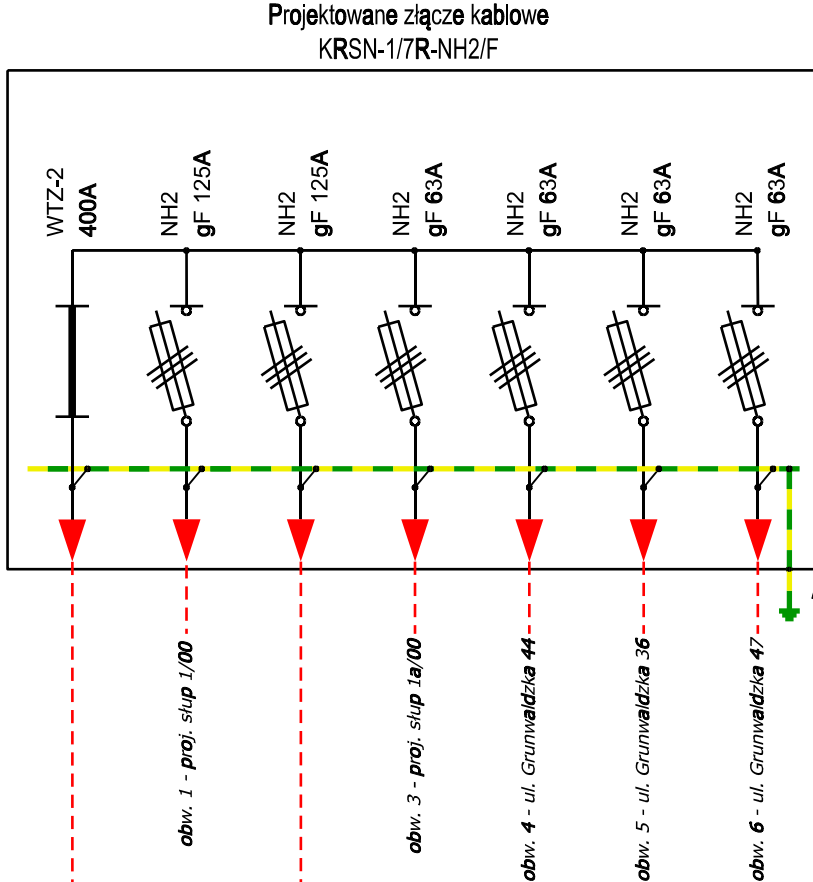 Projektowane złącze kablowe
KRSN-1/7R-NH2/F
WTZ-2
400A
NH2
gF 125A
NH2
gF 125A
NH2
gF 63A
NH2
gF 63A
NH2
gF 63A
NH2
gF 63A
obw. 1 - proj. słup 1/00
obw. 3 - proj. słup 1a/00
obw. 4 - ul. Grunwaldzka 44
obw. 5 - ul. Grunwaldzka 36
obw. 6 - ul. Grunwaldzka 47